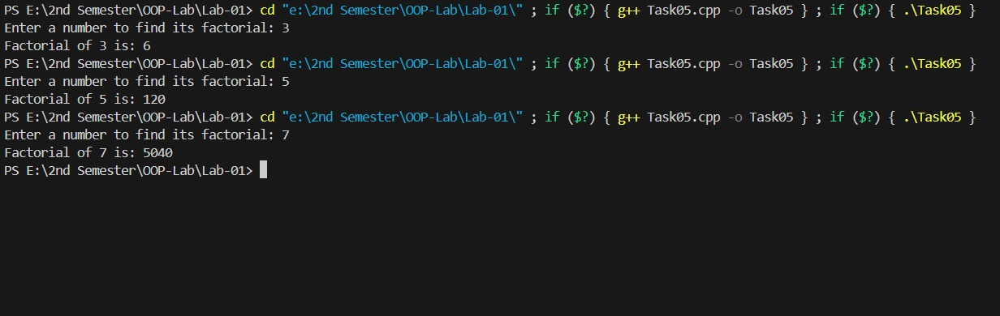 PS E:\2nd Semester\OOP-Lab\Lab-01> cd "e:\2nd Semester\OOP-Lab\Lab-01\" ; if ($?) { g++ Task05.cpp -o Task05 } ; if ($?) { .\Task05 }
Enter a number to find its factorial: 3
Factorial of 3 is: 6
PS E:\2nd Semester\OOP-Lab\Lab-01> cd "e:\2nd Semester\OOP-Lab\Lab-01\" ; if ($?) { g++ Task05.cpp -o Task05 } ; if ($?) { .\Task05 }
Enter a number to find its factorial: 5
Factorial of 5 is: 120
PS E:\2nd Semester\OOP-Lab\Lab-01> cd "e:\2nd Semester\OOP-Lab\Lab-01\" ; if ($?) { g++ Task05.cpp -o Task05 } ; if ($?) { .\Task05 }
Enter a number to find its factorial: 7
Factorial of 7 is: 5040
PS E:\2nd Semester\OOP-Lab\Lab-01>